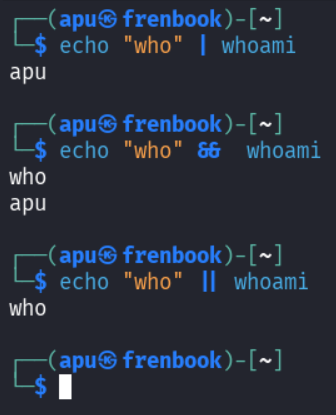 ┌──(apu㉿frenbook)-[~]
└─$ echo "who" | whoami
apu
┌──(apu㉿frenbook)-[~]
└─$ echo "who" &&  whoami
who
apu
┌──(apu㉿frenbook)-[~]
└─$ echo "who" || whoami
who
┌──(apu㉿frenbook)-[~]
└─$